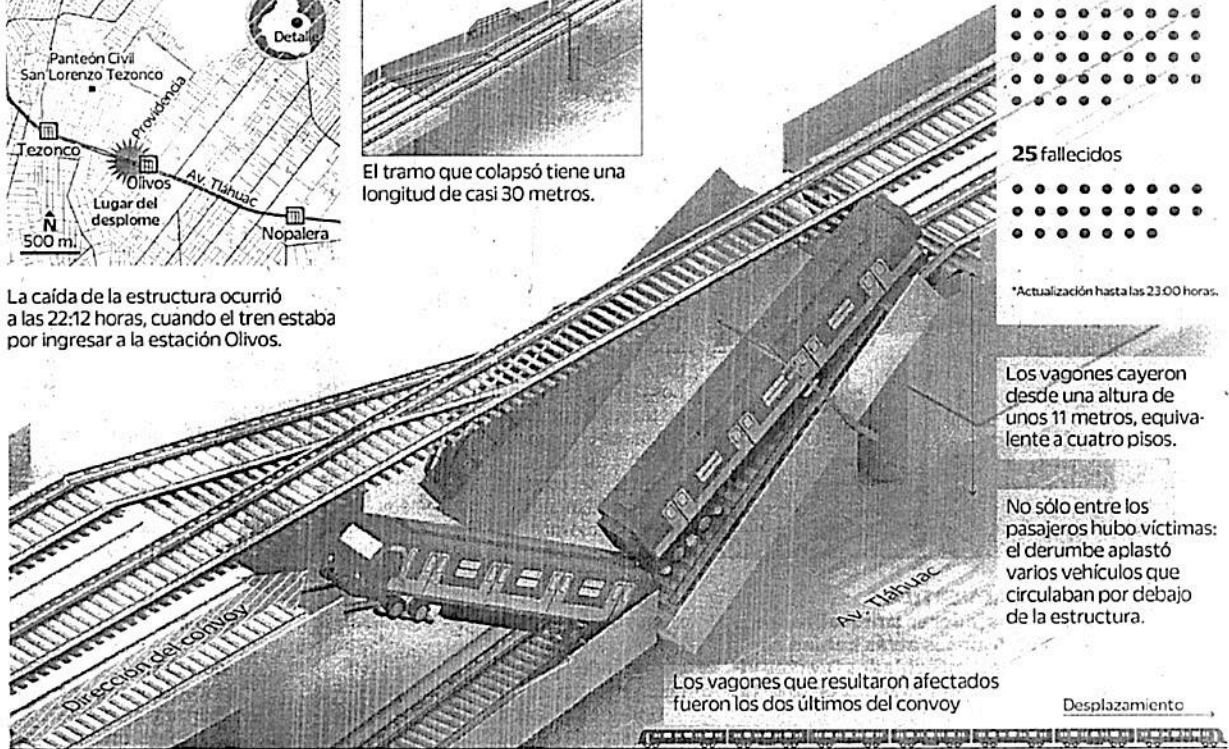 Detalle
Panteón Civil
San Lorenzo Tezonco
Providencia
Tezonco
Olivos
Av. Tláhuac
Lugar del
desplome
Nopalera
N
500 m.
La caída de la estructura ocurrió
a las 22:12 horas, cuando el tren estaba
por ingresar a la estación Olivos.
El tramo que colapsó tiene una
longitud de casi 30 metros.
25 fallecidos
*Actualización hasta las 23:00 horas.
Los vagones cayeron
desde una altura de
unos 11 metros, equiva-
lente a cuatro pisos.
No sólo entre los
pasajeros hubo víctimas:
el derumbe aplastó
varios vehículos que
circulaban por debajo
de la estructura.
Av. Tláhuac
Dirección del convoy
Los vagones que resultaron afectados
fueron los dos últimos del convoy
Desplazamiento